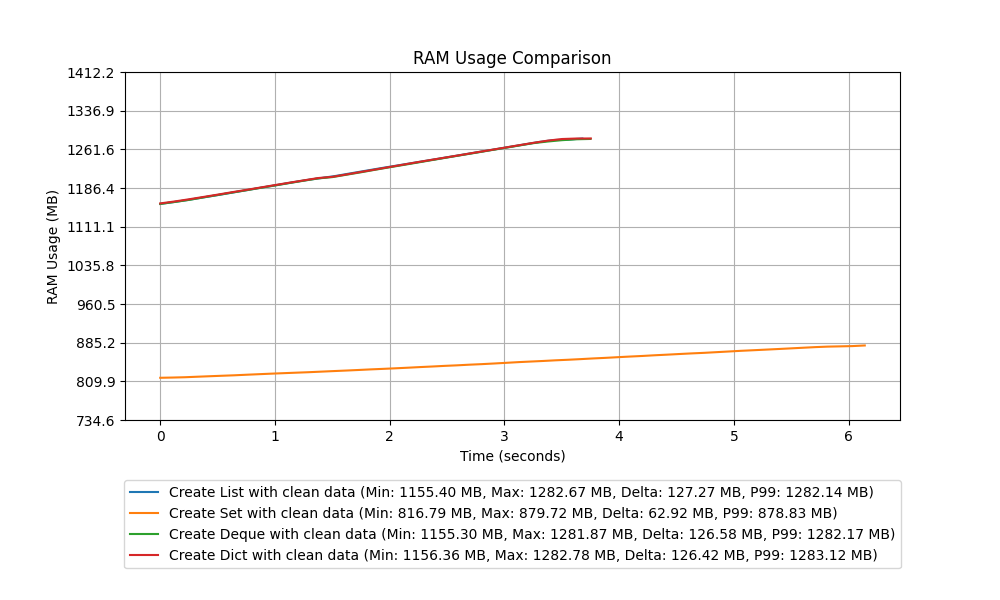 RAM Usage Comparison
1412.2
1336.9
1261.6
1186.4
1111.1
1035.8
960.5
885.2
809.9
734.6
RAM Usage (MB)
0 1 2 3 4 5 6
Time (seconds)
Create List with clean data (Min: 1155.40 MB, Max: 1282.67 MB, Delta: 127.27 MB, P99: 1282.14 MB)
Create Set with clean data (Min: 816.79 MB, Max: 879.72 MB, Delta: 62.92 MB, P99: 878.83 MB)
Create Deque with clean data (Min: 1155.30 MB, Max: 1281.87 MB, Delta: 126.58 MB, P99: 1282.17 MB)
Create Dict with clean data (Min: 1156.36 MB, Max: 1282.78 MB, Delta: 126.42 MB, P99: 1283.12 MB)